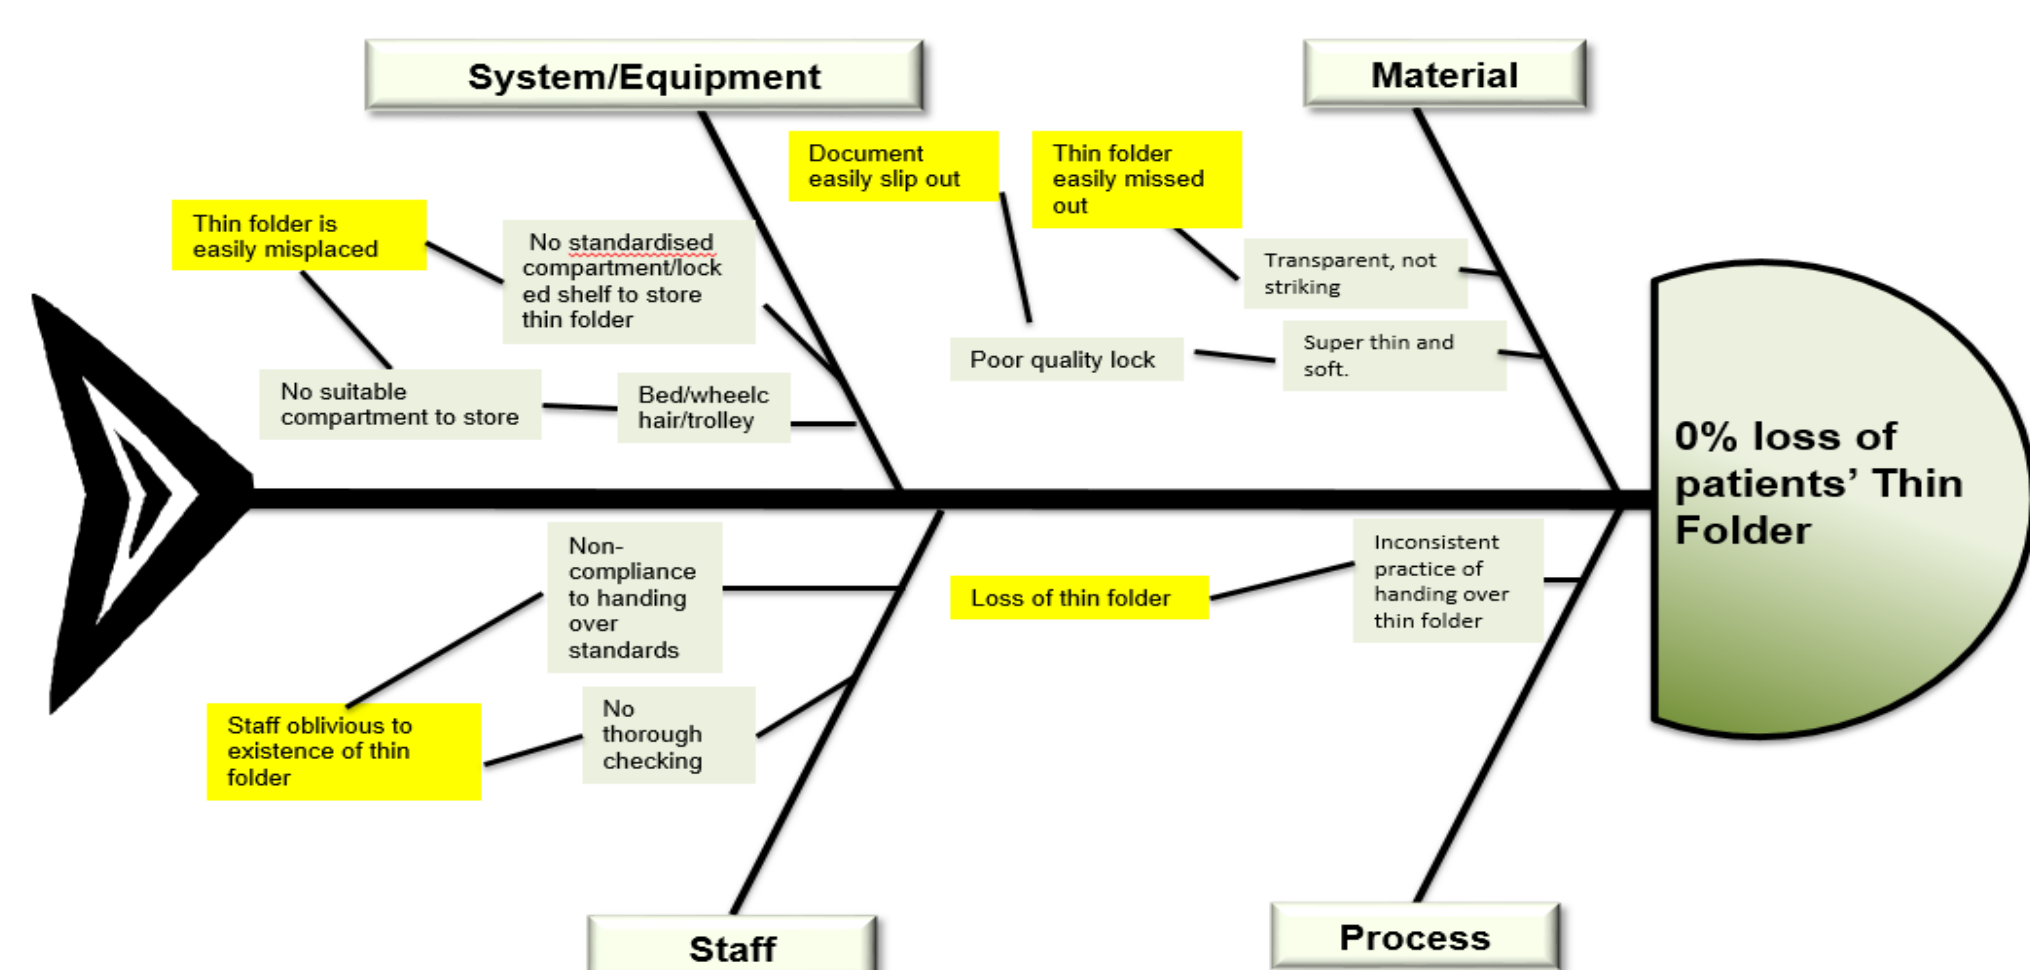 System/Equipment
Material
Document
easily slip out
Thin folder
easily missed
out
Thin folder is
easily misplaced
No standardised
compartment/lock
ed shelf to store
thin folder
Transparent, not
striking
Poor quality lock
Super thin and
soft.
No suitable
compartment to store
Bed/wheelc
hair/trolley
0% loss of
patients’ Thin
Folder
Non-
compliance
to handing
over
standards
Loss of thin folder
Inconsistent
practice of
handing over
thin folder
Staff oblivious to
existence of thin
folder
No
thorough
checking
Staff
Process